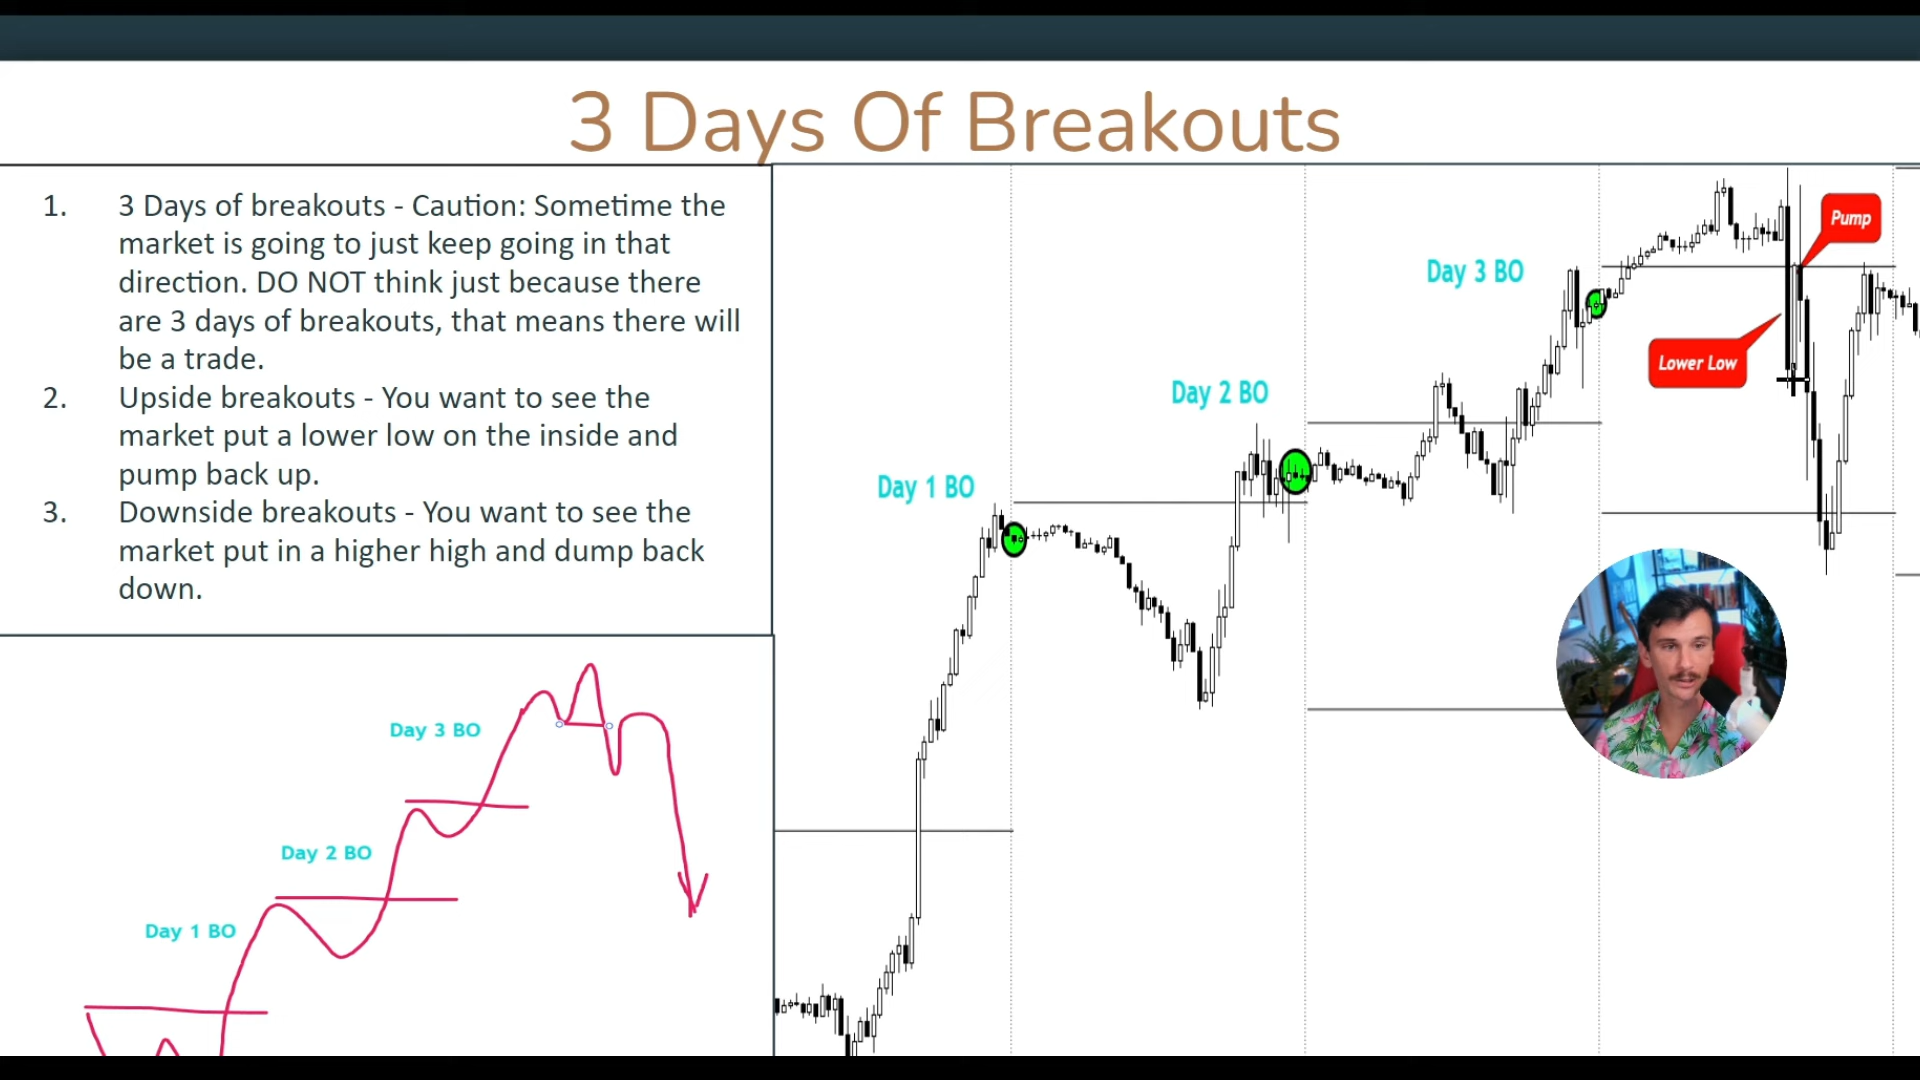 3 Days Of Breakouts
1. 3 Days of breakouts - Caution: Sometime the
market is going to just keep going in that
direction. DO NOT think just because there
are 3 days of breakouts, that means there will
be a trade.
2. Upside breakouts - You want to see the
market put a lower low on the inside and
pump back up.
3. Downside breakouts - You want to see the
market put in a higher high and dump back
down.
Day 3 BO
Day 2 BO
Day 1 BO
Pump
Day 3 BO
Lower Low
Day 2 BO
Day 1 BO